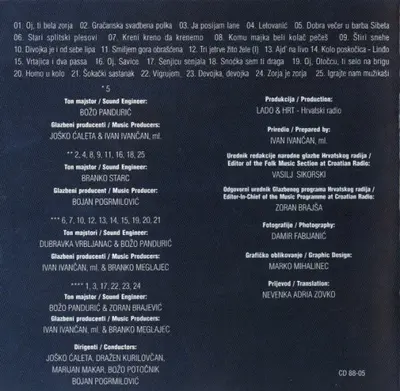 01. Oj, ti bela zorja 02. Gračanska svadbena polka 03. Ja posijam lane 04. Lelovanić 05. Dobra večer u barba Sibeta
06. Stari splitski plesovi 07. Kreni kreno da krenemo 08. Komu majka beli kolač pečeš 09. Štiri snehe
10. Divojka je i od sebe lipa 11. Smiljem gora obrašćena 12. Tri jetrve žito žele (I) 13. Ajd' na livo 14. Kolo poskočica - Linđo
15. Vrtajica i dva passa 16. Oj, Savico 17. Senjicu senjala 18. Snoćka sem ti draga 19. Oj, Otočcu, ti selo na brigu
20. Homo u kolo 21. Šokački sastanak 22. Vigrujem 23. Devojka, devojka 24. Zorja je zorja 25. Igrajte nam mužikaši
* 5
Ton majstor / Sound Engineer:
BOŽO PANDURIĆ
Glazbeni producenti / Music Producers:
JOŠKO ĆALETA & IVAN IVANČAN, ml.
** 2, 4, 8, 9, 11, 16, 18, 25
Ton majstor / Sound Engineer:
BRANKO STARC
Glazbeni producent / Music Producer:
BOJAN POGRMILOVIĆ
*** 6, 7, 10, 12, 13, 14, 15, 19, 20, 21
Ton majstori / Sound Engineer:
DUBRAVKA VRBLJANAC & BOŽO PANDURIĆ
Glazbeni producenti / Music Producers:
IVAN IVANČAN, ml. & BRANKO MEGLAJEC
**** 1, 3, 17, 22, 23, 24
Ton majstori / Sound Engineer:
BOŽO PANDURIĆ & ZORAN BRAJEVIĆ
Glazbeni producenti / Music Producers:
IVAN IVANČAN, ml. & BRANKO MEGLAJEC
Dirigenti / Conductors:
JOŠKO ĆALETA, DRAŽEN KURILOVČAN,
MARIJAN MAKAR, BOŽO POTOČNIK
BOJAN POGRMILOVIĆ
Produkcija / Production:
LADO & HRT - Hrvatski radio
Priredio / Prepared by:
IVAN IVANČAN, ml.
Urednik redakcije narodne glazbe Hrvatskog radija /
Editor of the Folk Music Section at Croatian Radio:
VASILJ SIKORSKI
Odgovorni urednik Glazbenog programa Hrvatskog radija /
Editor-In-Chief of the Music Programme at Croatian Radio:
ZORAN BRAJŠA
Fotografije / Photography:
DAMIR FABIJANIĆ
Grafičko oblikovanje / Graphic Design:
MARKO MIHALINEC
Prijevod / Translation:
NEVENKA ADRIA ZOVKO
CD 88-05